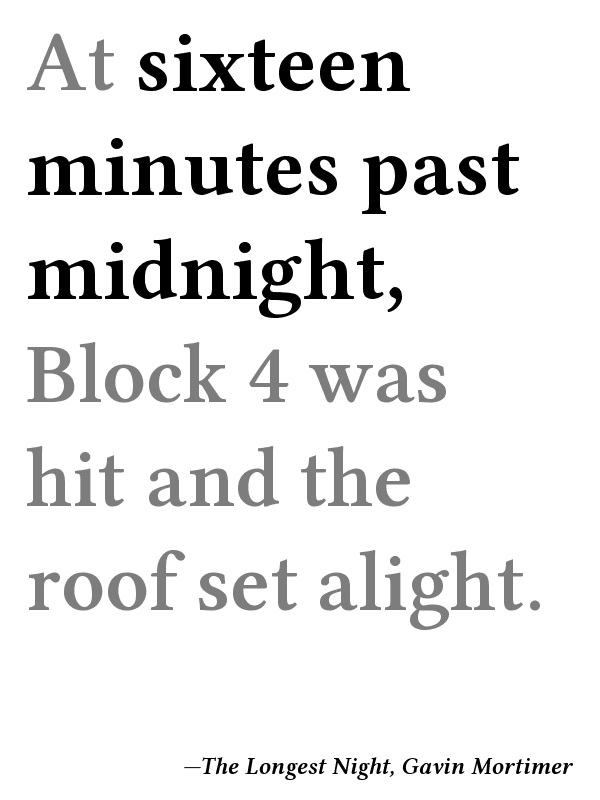 At sixteen
minutes past
midnight,
Block 4 was
hit and the
roof set alight.
—The Longest Night, Gavin Mortimer